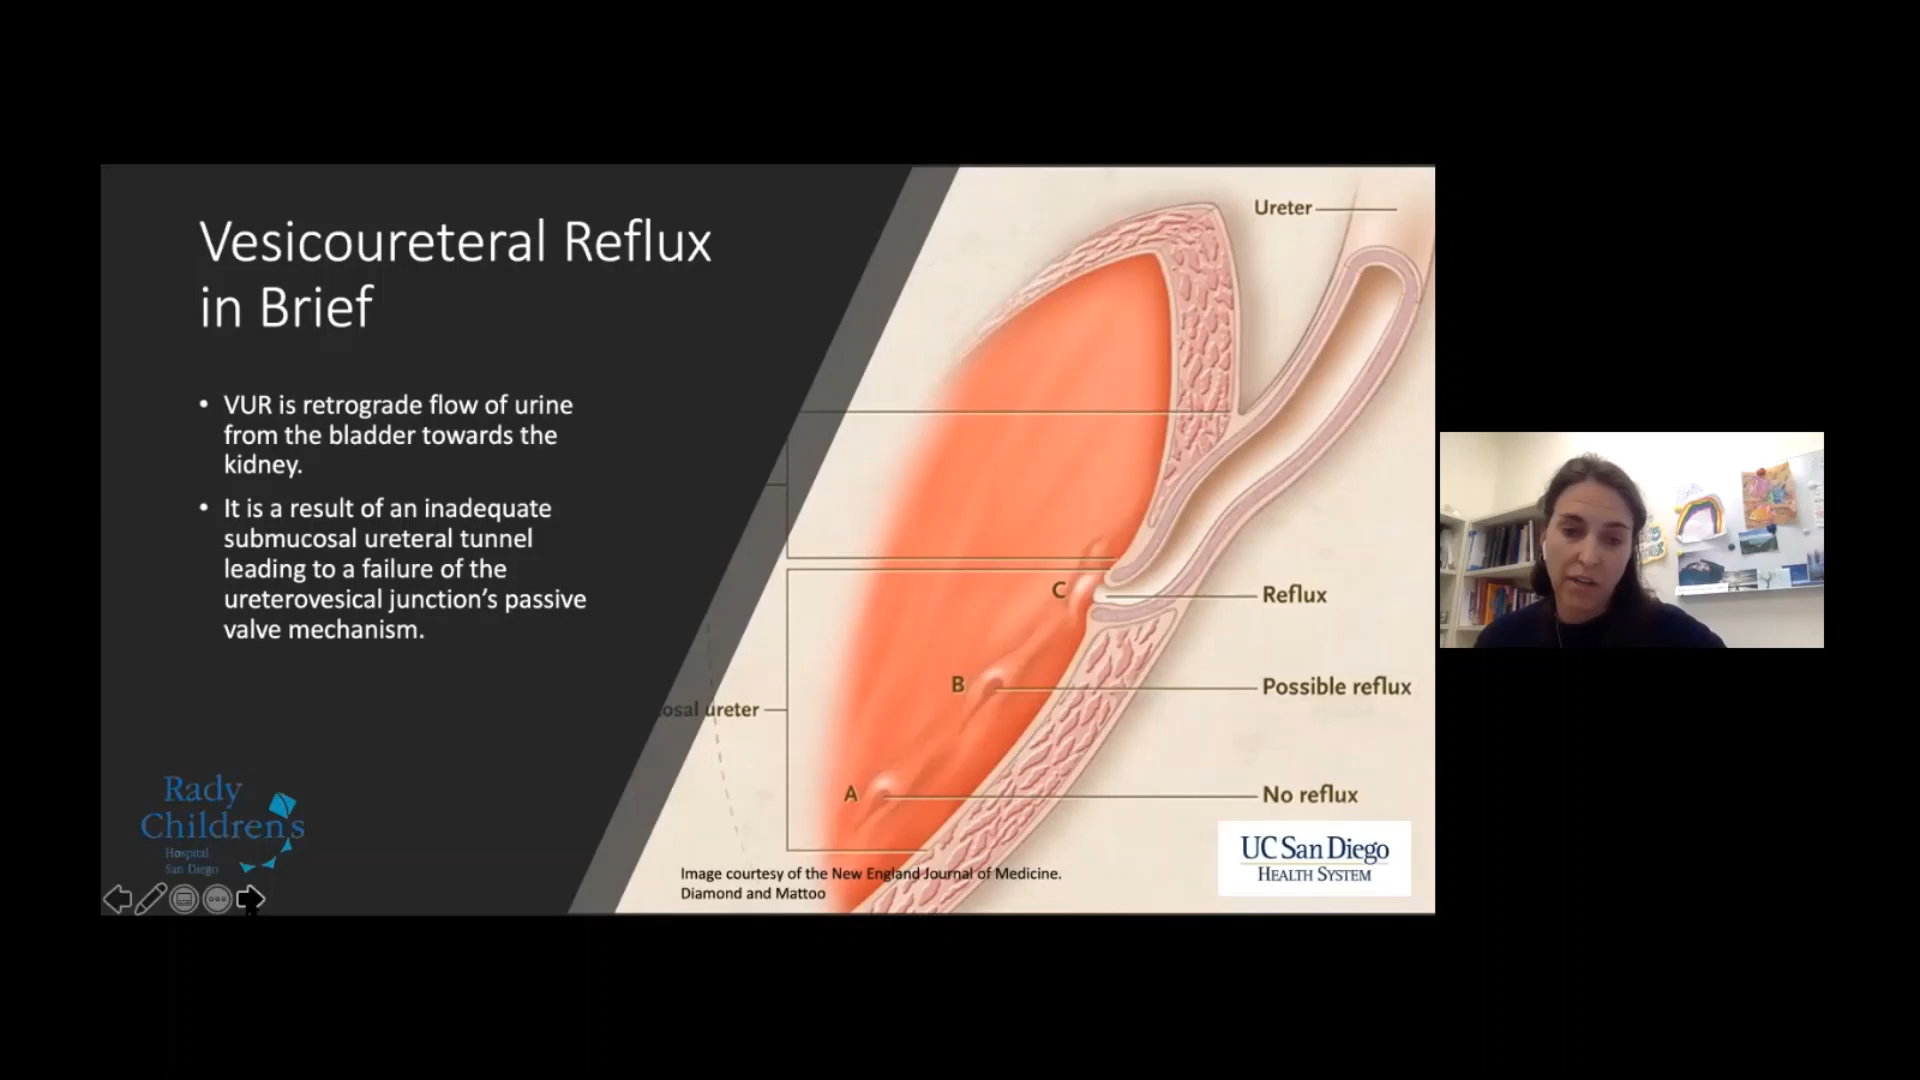 Vesicoureteral Reflux
in Brief
• VUR is retrograde flow of urine
from the bladder towards the
kidney.
• It is a result of an inadequate
submucosal ureteral tunnel
leading to a failure of the
ureterovesical junction's passive
valve mechanism.
Rady
Children's
Hospital
San Diego
Ureter
C
Reflux
B
Possible reflux
ureter
A
No reflux
Image courtesy of the New England Journal of Medicine.
Diamond and Mattoo
UC San Diego
HEALTH SYSTEM